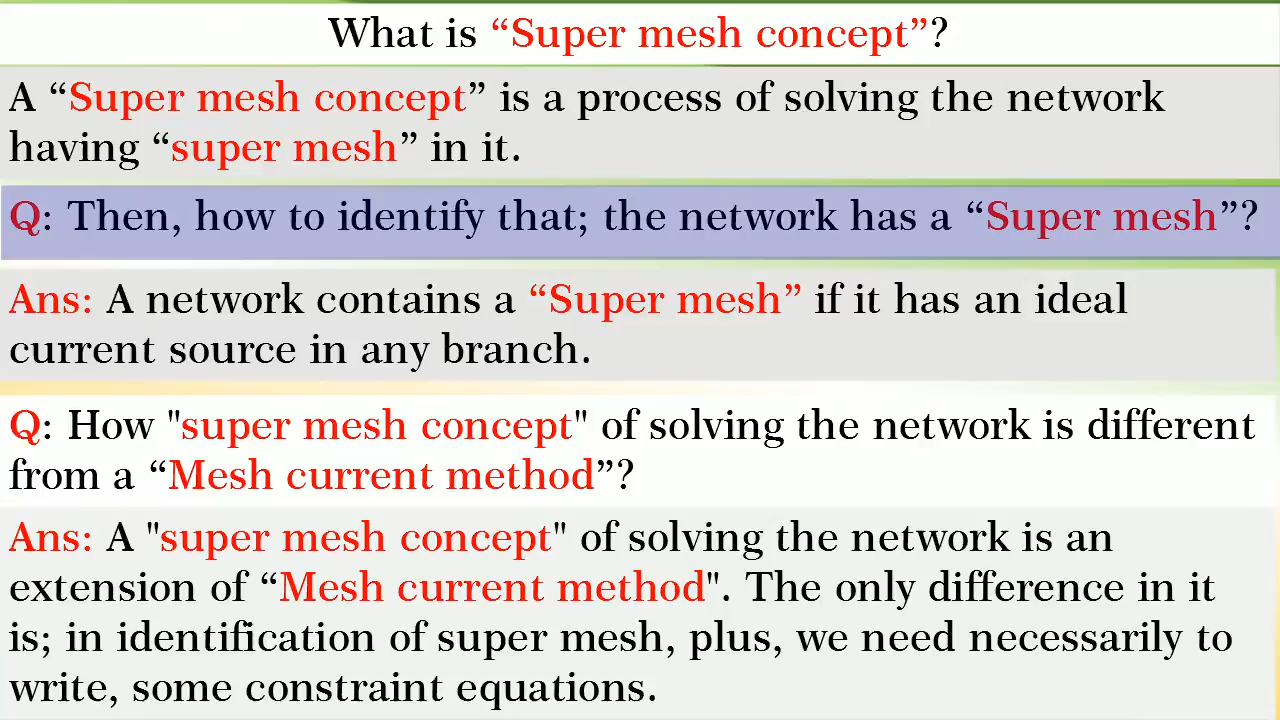 What is “Super mesh concept”?
A “Super mesh concept” is a process of solving the network
having “super mesh” in it.
Q: Then, how to identify that; the network has a “Super mesh”?
Ans: A network contains a “Super mesh” if it has an ideal
current source in any branch.
Q: How "super mesh concept" of solving the network is different
from a “Mesh current method”?
Ans: A "super mesh concept" of solving the network is an
extension of “Mesh current method". The only difference in it
is; in identification of super mesh, plus, we need necessarily to
write, some constraint equations.